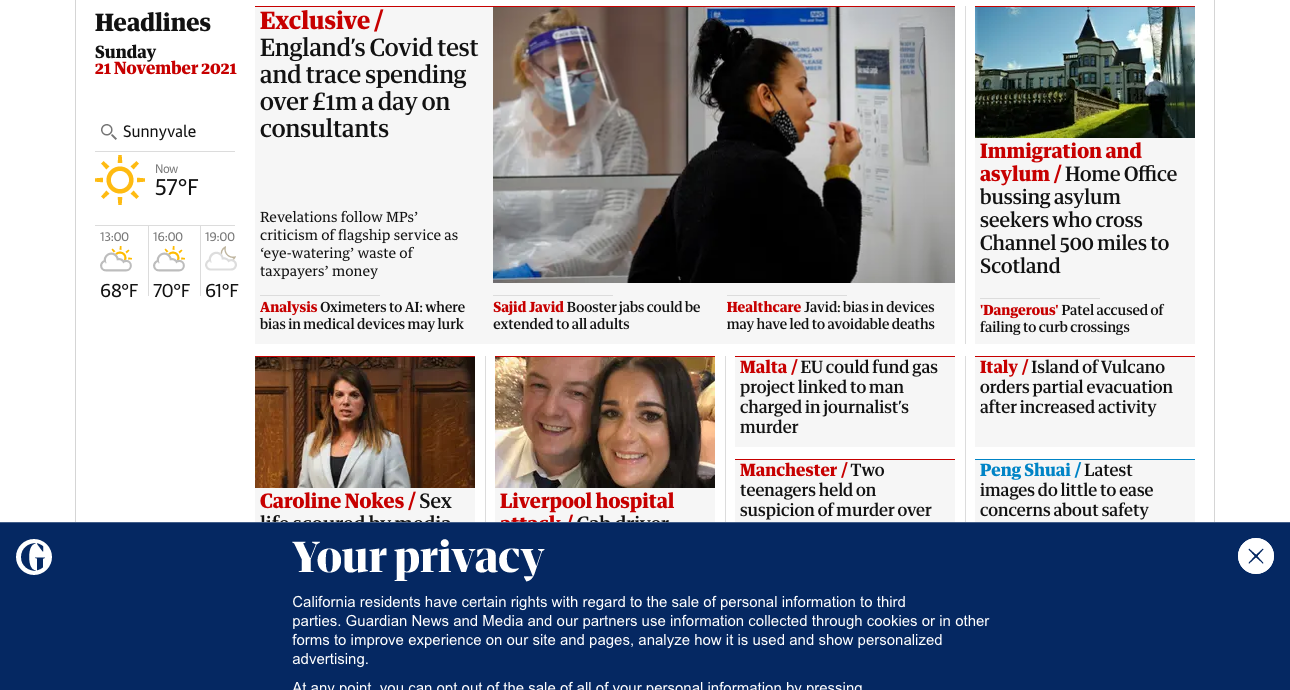 Headlines
Sunday
21 November 2021
Sunnyvale
Now
57°F
13:00
16:00
19:00
68°F
70°F
61°F
Exclusive /
England’s Covid test
and trace spending
over £1m a day on
consultants
Revelations follow MPs’
criticism of flagship service as
‘eye-watering’ waste of
taxpayers’ money
Analysis Oximeters to AI: where
bias in medical devices may lurk
Sajid Javid Booster jabs could be
extended to all adults
Healthcare Javid: bias in devices
may have led to avoidable deaths
Immigration and
asylum / Home Office
bussing asylum
seekers who cross
Channel 500 miles to
Scotland
'Dangerous' Patel accused of
failing to curb crossings
Caroline Nokes / Sex
life scoured by media
Liverpool hospital
attack / Cab driver
Malta / EU could fund gas
project linked to man
charged in journalist’s
murder
Manchester / Two
teenagers held on
suspicion of murder over
Italy / Island of Vulcano
orders partial evacuation
after increased activity
Peng Shuai / Latest
images do little to ease
concerns about safety
Your privacy
California residents have certain rights with regard to the sale of personal information to third
parties. Guardian News and Media and our partners use information collected through cookies or in other
forms to improve experience on our site and pages, analyze how it is used and show personalized
advertising.
At any point, you can opt out of the sale of all of your personal information by pressing